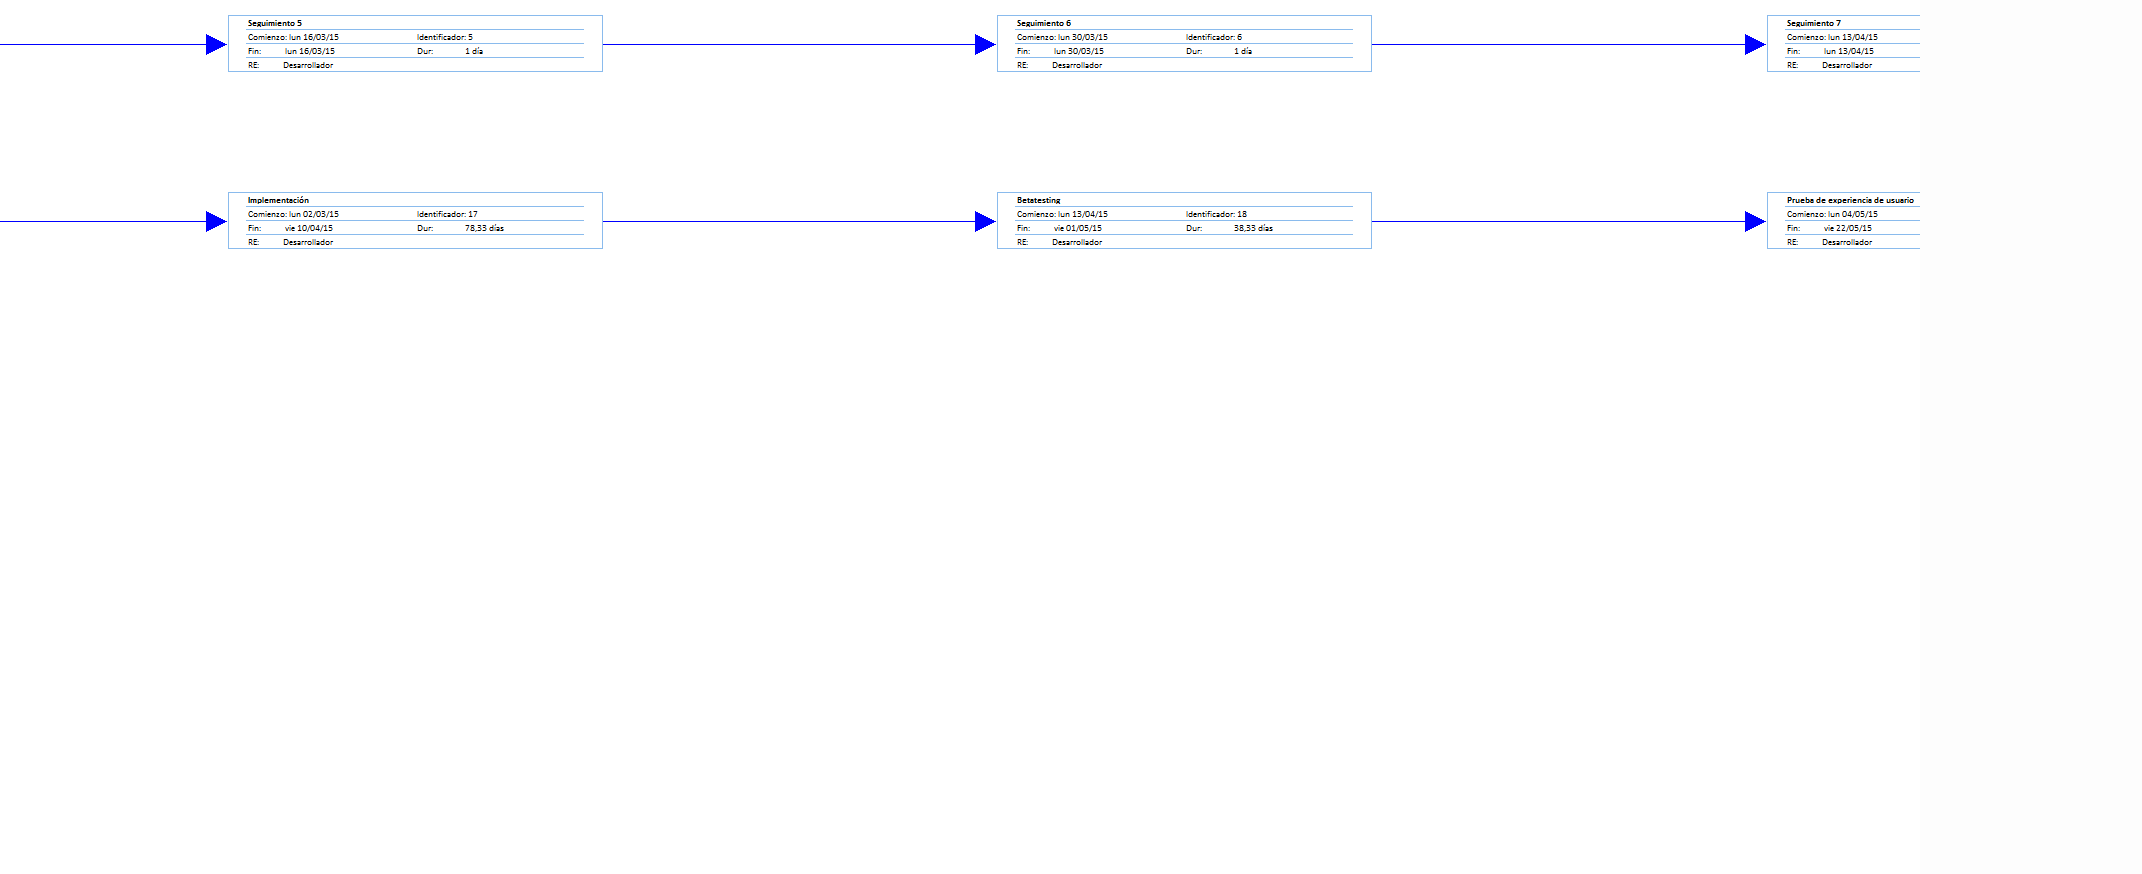 Seguimiento 5
Comienzo: lun 16/03/15 Identificador: 5
Fin: lun 16/03/15 Dur: 1 día
RE: Desarrollador
Seguimiento 6
Comienzo: lun 30/03/15 Identificador: 6
Fin: lun 30/03/15 Dur: 1 día
RE: Desarrollador
Seguimiento 7
Comienzo: lun 13/04/15
Fin: lun 13/04/15
RE: Desarrollador
Implementación
Comienzo: lun 02/03/15 Identificador: 17
Fin: vie 10/04/15 Dur: 78,33 días
RE: Desarrollador
Betatesting
Comienzo: lun 13/04/15 Identificador: 18
Fin: vie 01/05/15 Dur: 38,33 días
RE: Desarrollador
Prueba de experiencia de usuario
Comienzo: lun 04/05/15
Fin: vie 22/05/15
RE: Desarrollador